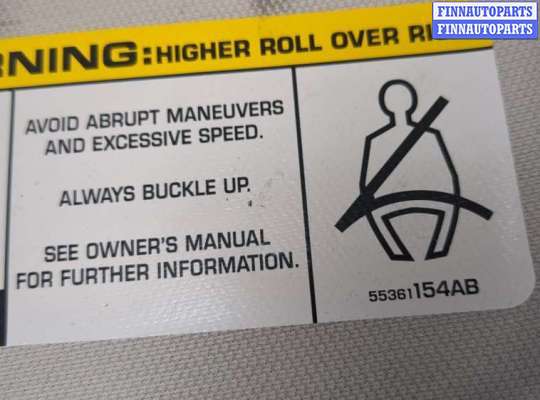 FINNAUTOPARTS
FINNAUTOPARTS
RNING: HIGHER ROLL OVER
AVOID ABRUPT MANEUVERS
AND EXCESSIVE SPEED.
ALWAYS BUCKLE UP.
SEE OWNER'S MANUAL
FOR FURTHER INFORMATION.
55361154AB